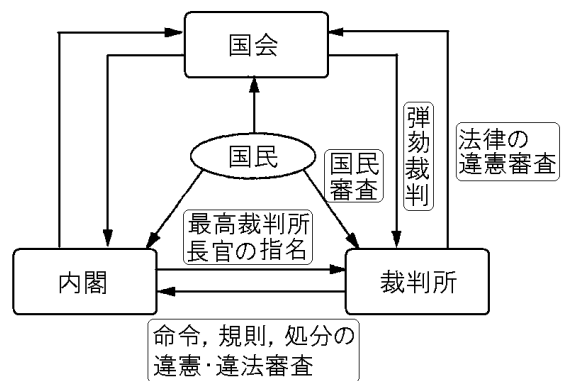 国会
弾劾裁判
法律の
違憲審査
国民
国民
審査
最高裁判所
長官の指名
内閣
裁判所
命令, 規則, 処分の
違憲・違法審査